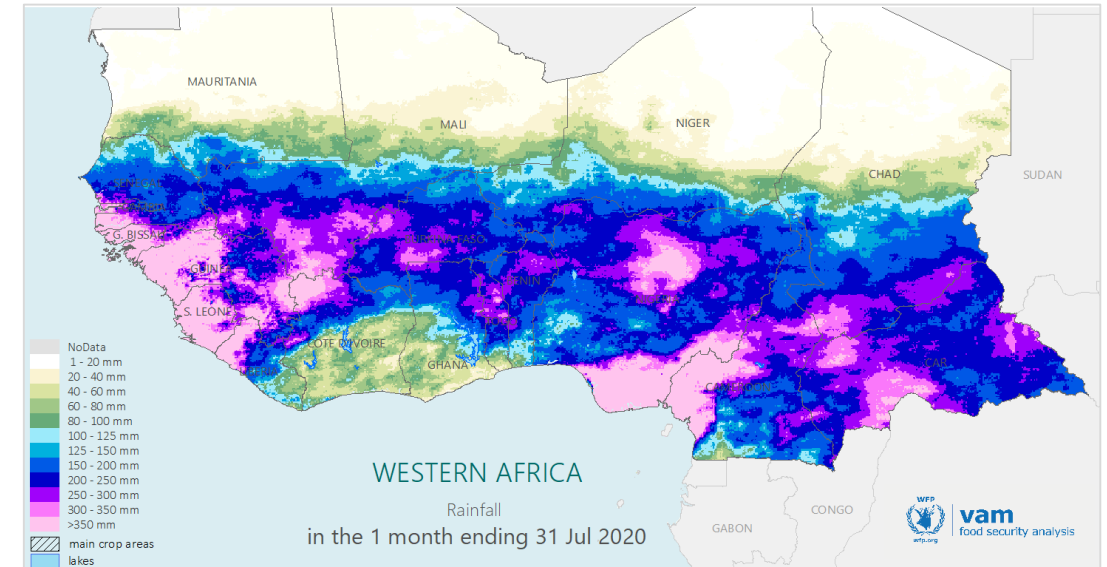 MAURITANIA
MALI
NIGER
CHAD
SUDAN
SENEGAL
G. BISSAU
BURKINA FASO
GUINEA
BENIN
S. LEONE
CÔTE D'IVOIRE
GHANA
CAR
CAMEROON
GABON
CONGO
NoData
1 - 20 mm
20 - 40 mm
40 - 60 mm
60 - 80 mm
80 - 100 mm
100 - 125 mm
125 - 150 mm
150 - 200 mm
200 - 250 mm
250 - 300 mm
300 - 350 mm
>350 mm
main crop areas
lakes
WESTERN AFRICA
Rainfall
in the 1 month ending 31 Jul 2020
WFP
wfp.org
vam
food security analysis